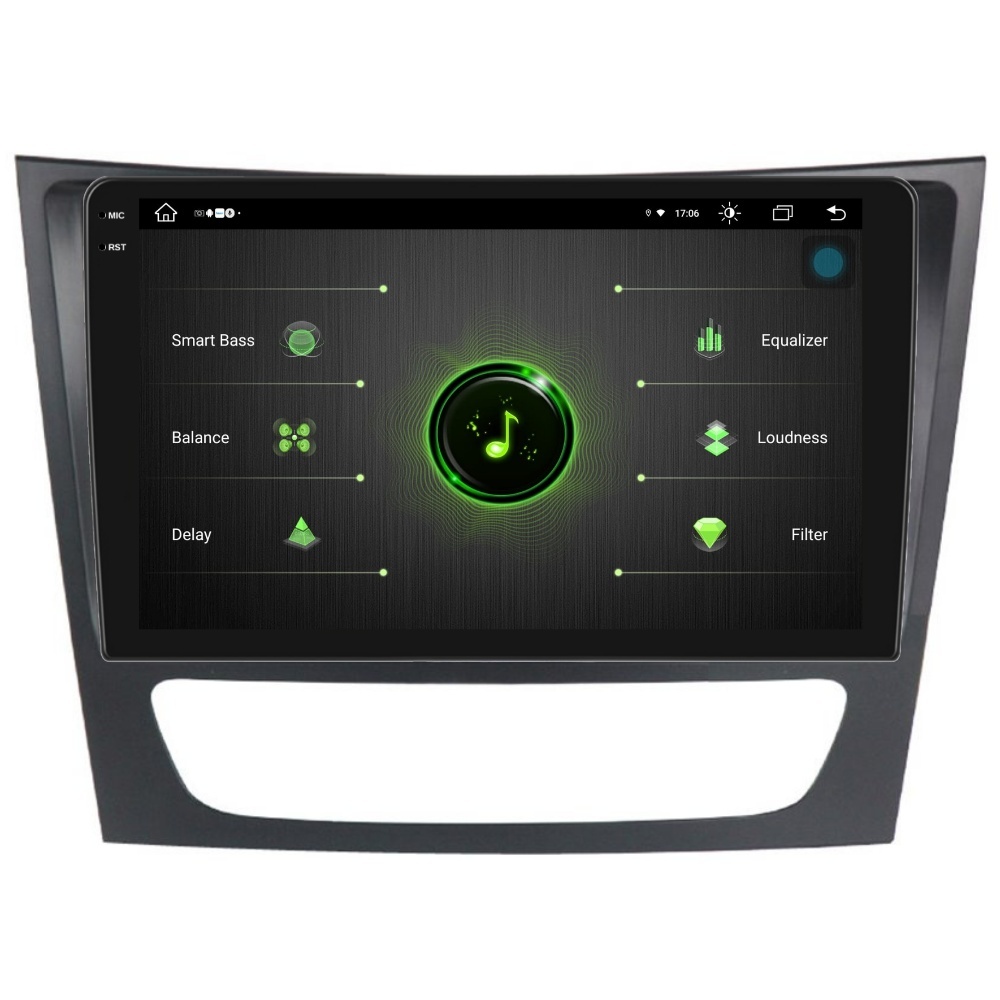 MIC
17:06
RST
Smart Bass
Equalizer
Balance
Loudness
Delay
Filter